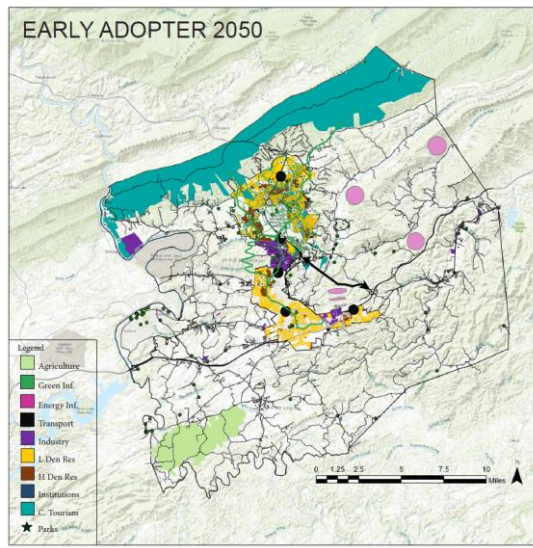 EARLY ADOPTER 2050
Legend
Agriculture
Green Inf.
Energy Inf.
Transport
Industry
L Den Res
H Den Res
Institutions
C. Tourism
Parks
0 1.25 2.5 5 7.5 10
Miles